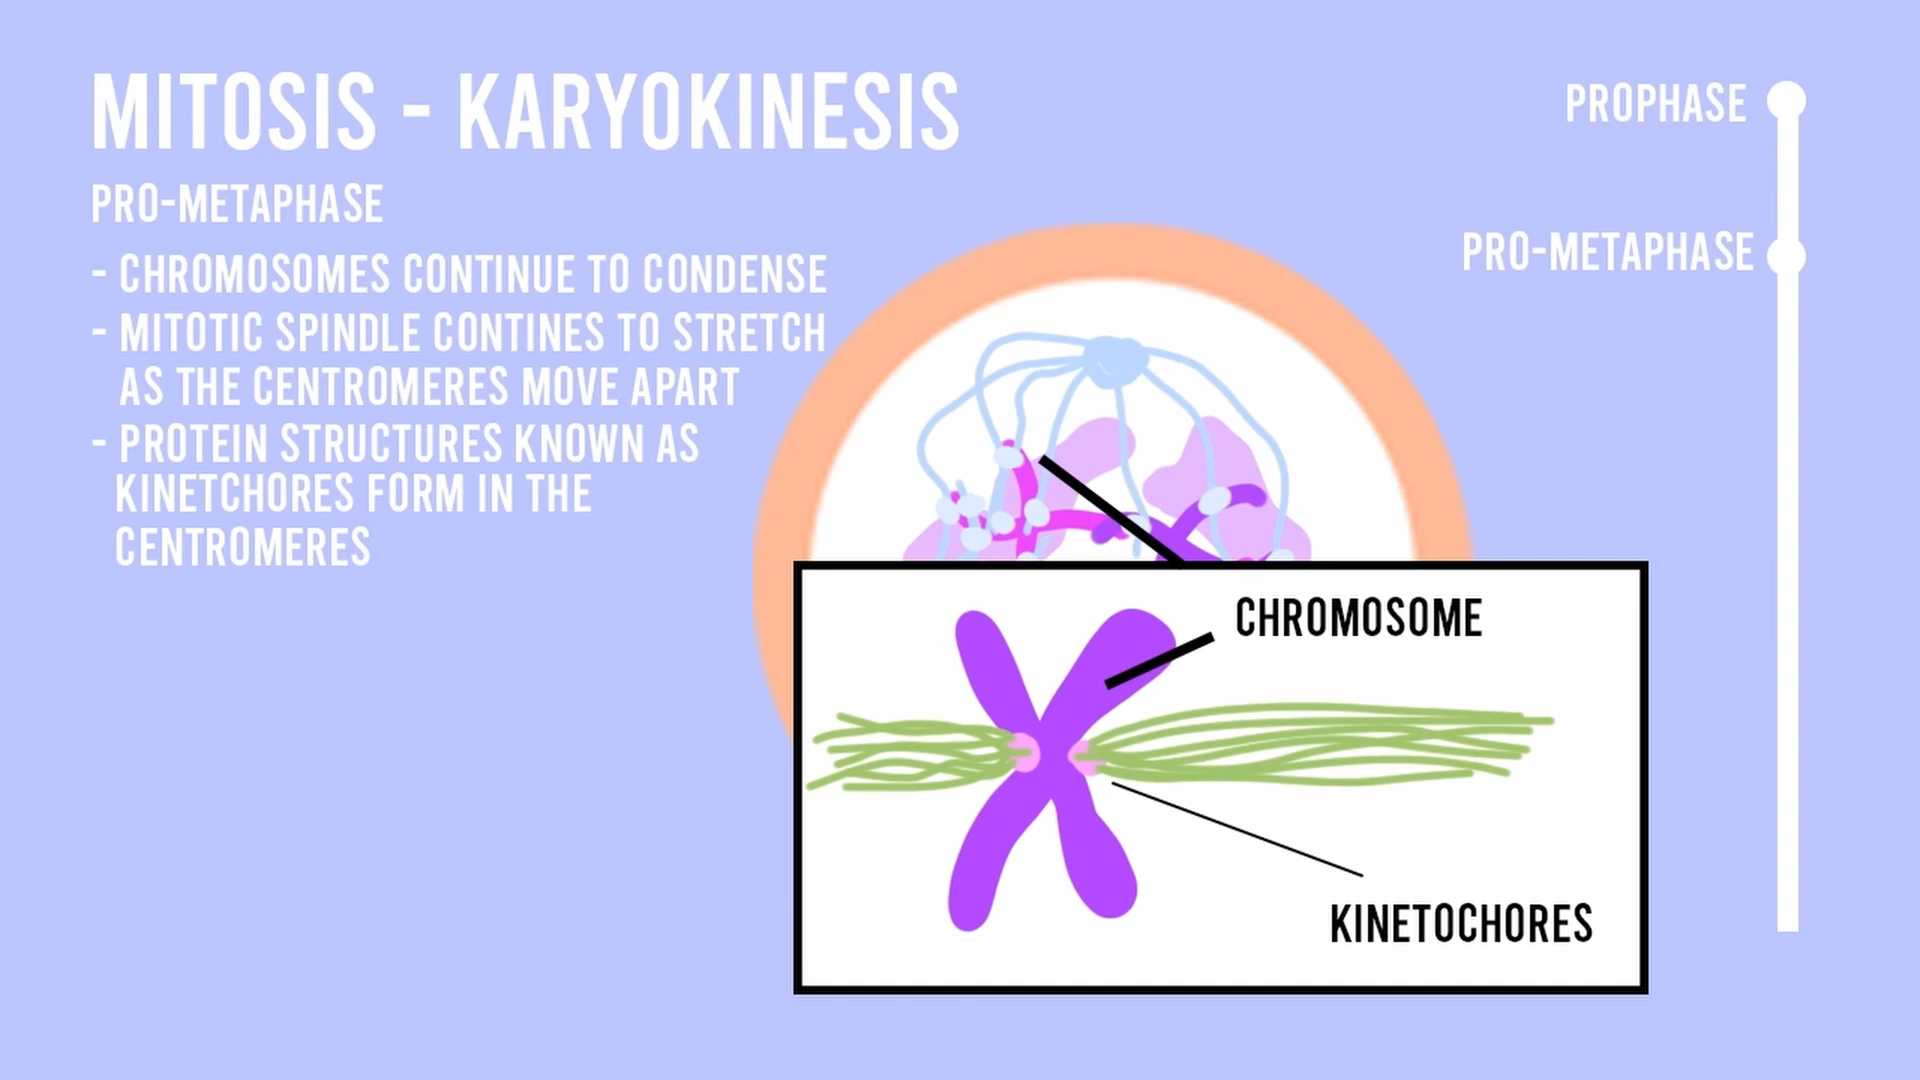 MITOSIS - KARYOKINESIS
PRO-METAPHASE
- CHROMOSOMES CONTINUE TO CONDENSE
- MITOTIC SPINDLE CONTINES TO STRETCH
AS THE CENTROMERES MOVE APART
- PROTEIN STRUCTURES KNOWN AS
KINETCHORES FORM IN THE
CENTROMERES
PROPHASE
PRO-METAPHASE
CHROMOSOME
KINETOCHORES